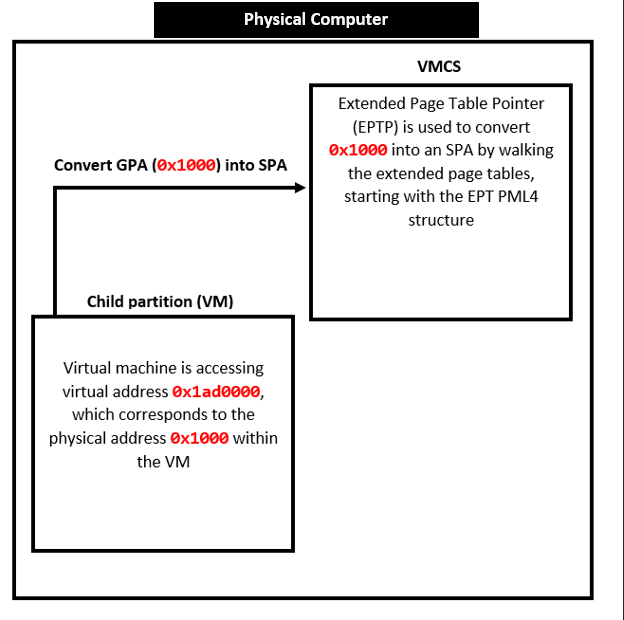 Physical Computer
VMCS
Extended Page Table Pointer
(EPTP) is used to convert
0x1000 into an SPA by walking
the extended page tables,
starting with the EPT PML4
structure
Convert GPA (0x1000) into SPA
Child partition (VM)
Virtual machine is accessing
virtual address 0x1ad0000,
which corresponds to the
physical address 0x1000 within
the VM